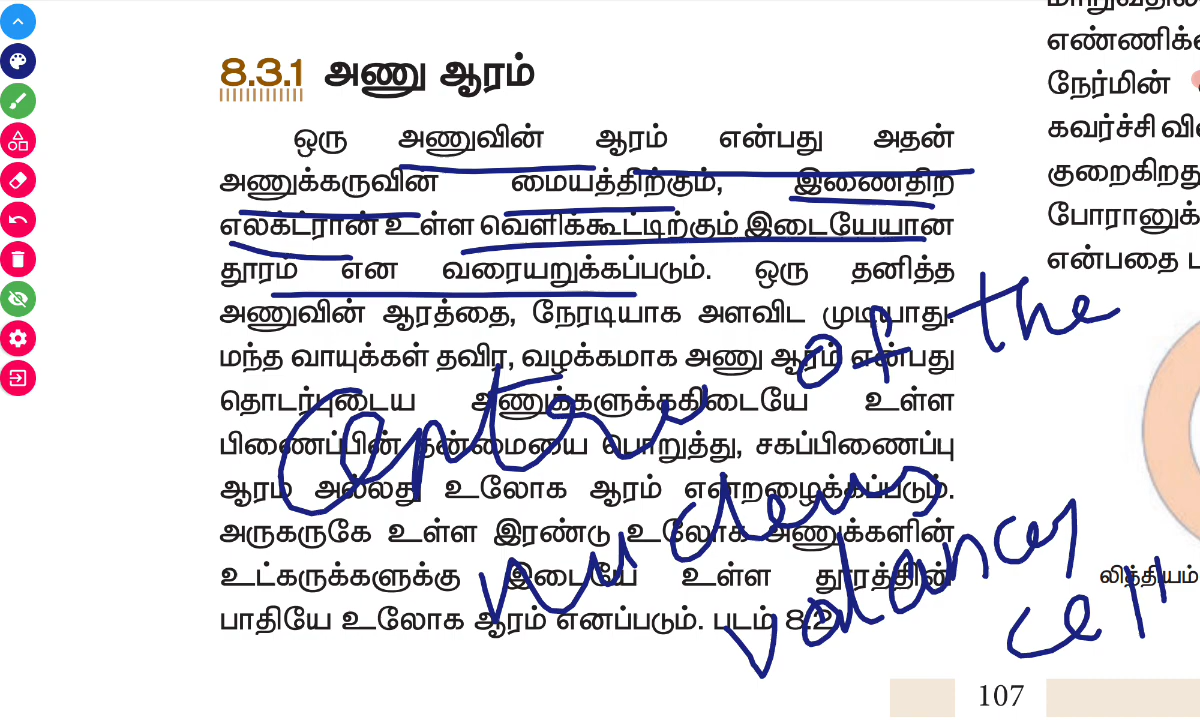 8.3.1 அணு ஆரம்
ஒரு அணுவின் ஆரம் என்பது அதன்
அணுக்கருவின் மையத்திற்கும், இணைதிற
எலக்ட்ரான் உள்ள வெளிக்கூட்டிற்கும் இடையேயான
தூரம் என வரையறுக்கப்படும். ஒரு தனித்த
அணுவின் ஆரத்தை, நேரடியாக அளவிட முடியாது.
மந்த வாயுக்கள் தவிர, வழக்கமாக அணு ஆரம் என்பது
தொடர்புடைய அணுக்களுக்ககிடையே உள்ள
பிணைப்பின் தன்மையை பொறுத்து, சகப்பிணைப்பு
ஆரம் அல்லது உலோக ஆரம் என்றழைக்கப்படும்.
அருகருகே உள்ள இரண்டு உலோக அணுக்களின்
உட்கருக்களுக்கு இடையே உள்ள தூரத்தின்
பாதியே உலோக ஆரம் எனப்படும். படம் 8.2
of the
cell
எண்ணிக்
நேர்மின்
கவர்ச்சி வி
குறைகிறது
போரானுக்
என்பதை ப
லித்தியம்
107